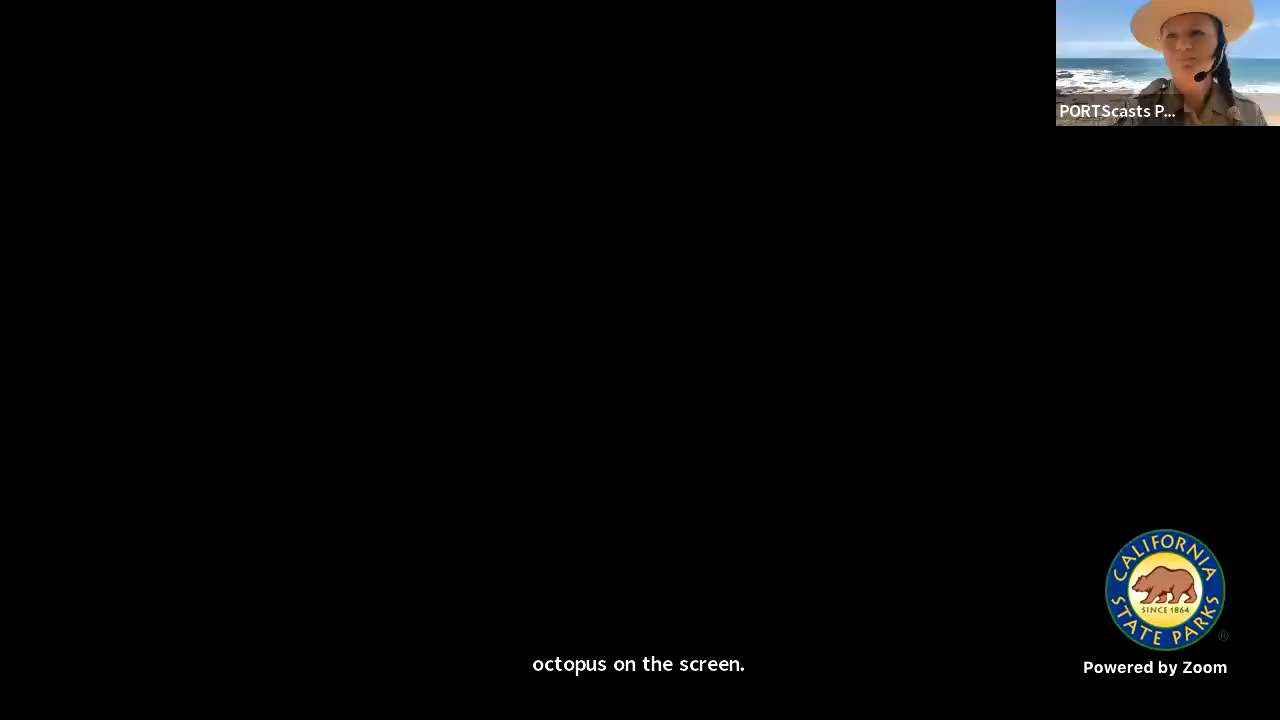 PORTScasts P...
CALIFORNIA
SINCE 1864
STATE PARKS
®
Powered by Zoom
octopus on the screen.